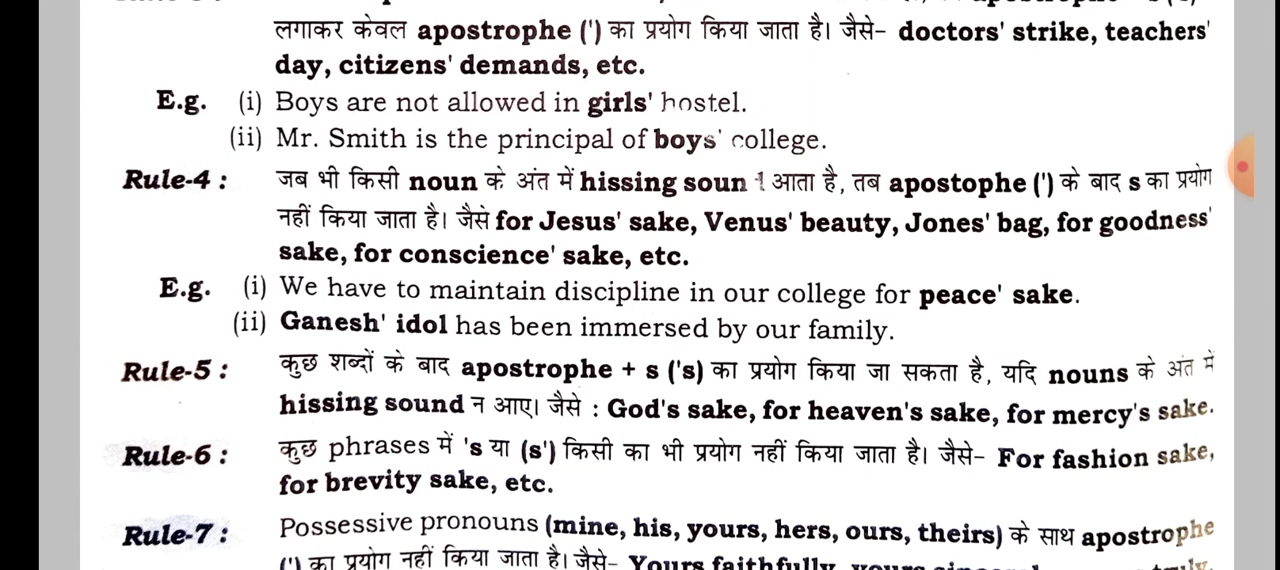 लगाकर केवल apostrophe (') का प्रयोग किया जाता है। जैसे– doctors' strike, teachers'
day, citizens' demands, etc.
E.g. (i) Boys are not allowed in girls' hostel.
(ii) Mr. Smith is the principal of boys' college.
Rule-4 : जब भी किसी noun के अंत में hissing soun आता है, तब apostophe (') के बाद s का प्रयोग
नहीं किया जाता है। जैसे for Jesus' sake, Venus' beauty, Jones' bag, for goodness'
sake, for conscience' sake, etc.
E.g. (i) We have to maintain discipline in our college for peace' sake.
(ii) Ganesh' idol has been immersed by our family.
Rule-5 : कुछ शब्दों के बाद apostrophe + s ('s) का प्रयोग किया जा सकता है, यदि nouns के अंत में
hissing sound न आए। जैसे : God's sake, for heaven's sake, for mercy's sake.
Rule-6 : कुछ phrases में 's या (s') किसी का भी प्रयोग नहीं किया जाता है। जैसे– For fashion sake,
for brevity sake, etc.
Rule-7 : Possessive pronouns (mine, his, yours, hers, ours, theirs) के साथ apostrophe
(') का प्रयोग नहीं किया जाता है। जैसे– Yours faithfully, yours